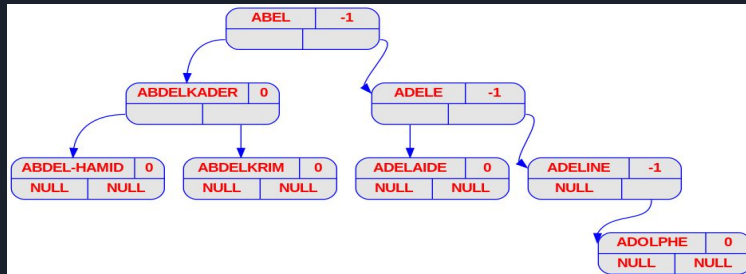 ABEL -1
ABDELKADER 0
ADELE -1
ABDEL-HAMID 0
NULL NULL
ABDELKRIM 0
NULL NULL
ADELAIDE 0
NULL NULL
ADELINE -1
NULL
ADOLPHE 0
NULL NULL